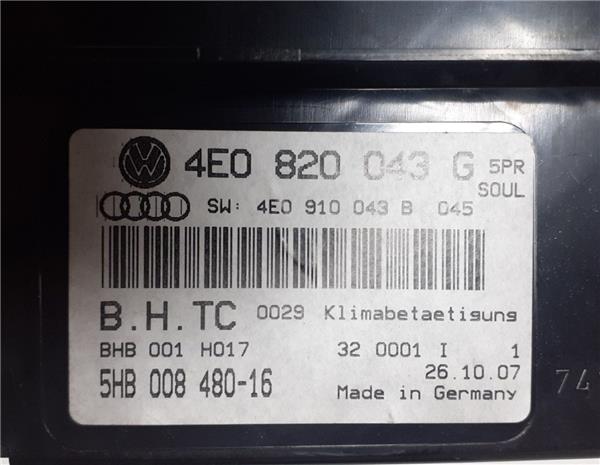 4E0 820 043 G 5PR
SOUL
SW: 4E0 910 043 B 045
B.H.TC 0029 Klimabetaetigung
BHB 001 H017 32 0001 I 1
26.10.07
5HB 008 480-16 Made in Germany
74